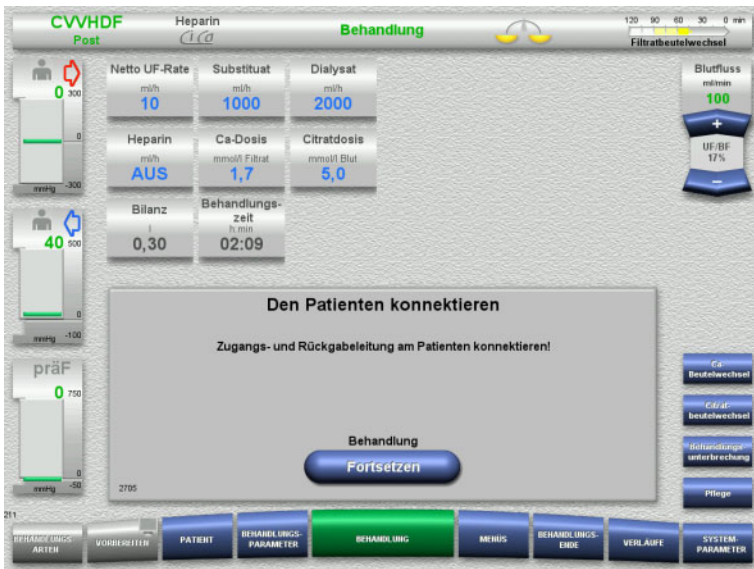 CVVHDF
Post
Heparin
Ci Ca
Behandlung
120 90 60 30 0 min
Filtratbeutelwechsel
0
300
0
mmHg
-300
Netto UF-Rate
ml/h
10
Substituat
ml/h
1000
Dialysat
ml/h
2000
Blutfluss
ml/min
100
+
UF/BF
17%
−
Heparin
ml/h
AUS
Ca-Dosis
mmol/l Filtrat
1,7
Citratdosis
mmol/l Blut
5,0
Bilanz
l
0,30
Behandlungs-
zeit
h:min
02:09
40
500
0
mmHg
-100
Den Patienten konnektieren
Zugangs- und Rückgabeleitung am Patienten konnektieren!
Behandlung
Fortsetzen
2705
präF
0
750
0
mmHg
-50
Ca-
Beutelwechsel
Citrat-
beutelwechsel
Behandlungs-
unterbrechung
Pflege
211
BEHANDLUNGS-
ARTEN
VORBEREITEN
PATIENT
BEHANDLUNGS-
PARAMETER
BEHANDLUNG
MENÜS
BEHANDLUNGS-
ENDE
VERLÄUFE
SYSTEM-
PARAMETER